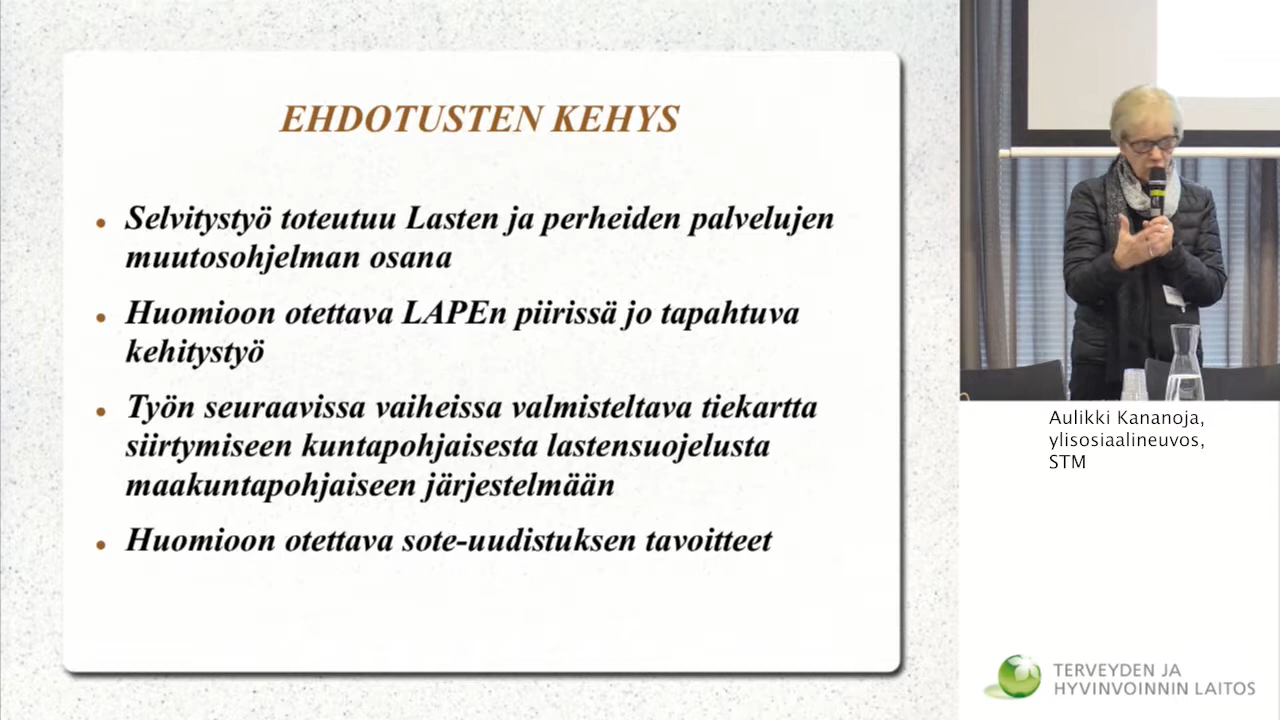 EHDOTUSTEN KEHYS
Selvitystyö toteutuu Lasten ja perheiden palvelujen
muutosohjelman osana
Huomioon otettava LAPEn piirissä jo tapahtuva
kehitystyö
Työn seuraavissa vaiheissa valmisteltava tiekartta
siirtymiseen kuntapohjaisesta lastensuojelusta
maakuntapohjaiseen järjestelmään
Huomioon otettava sote-uudistuksen tavoitteet
Aulikki Kananoja,
ylisosiaalineuvos,
STM
TERVEYDEN JA
HYVINVOINNIN LAITOS